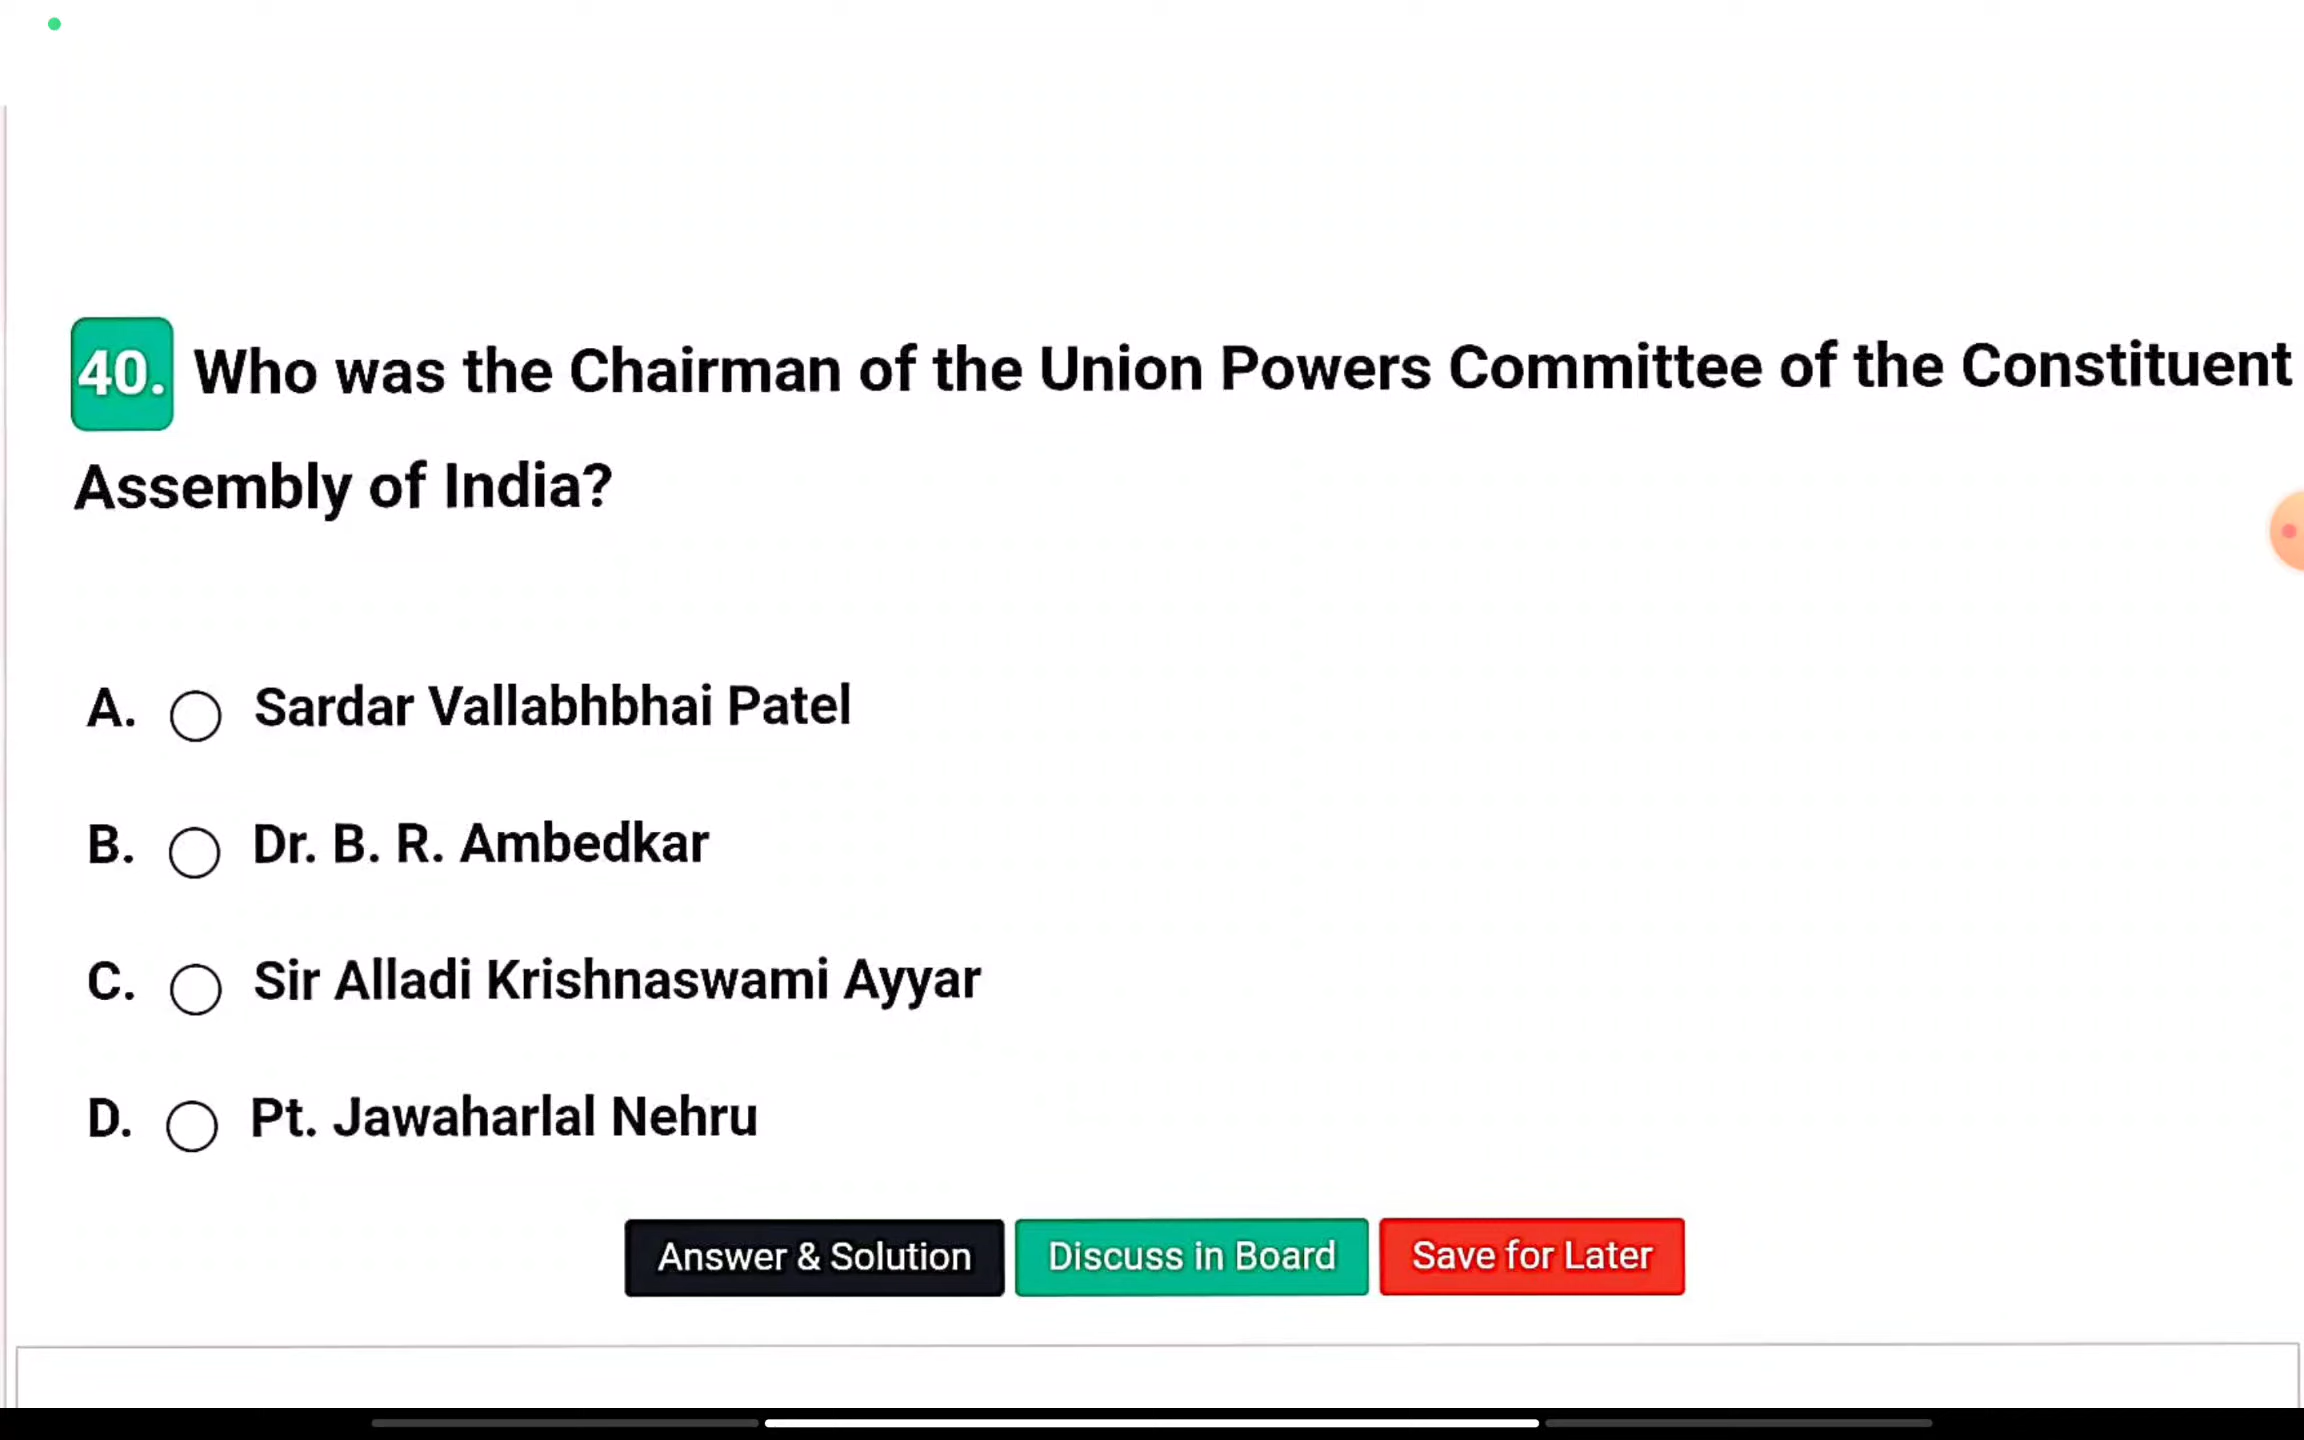 40. Who was the Chairman of the Union Powers Committee of the Constituent
Assembly of India?
A. Sardar Vallabhbhai Patel
B. Dr. B. R. Ambedkar
C. Sir Alladi Krishnaswami Ayyar
D. Pt. Jawaharlal Nehru
Answer & Solution Discuss in Board Save for Later